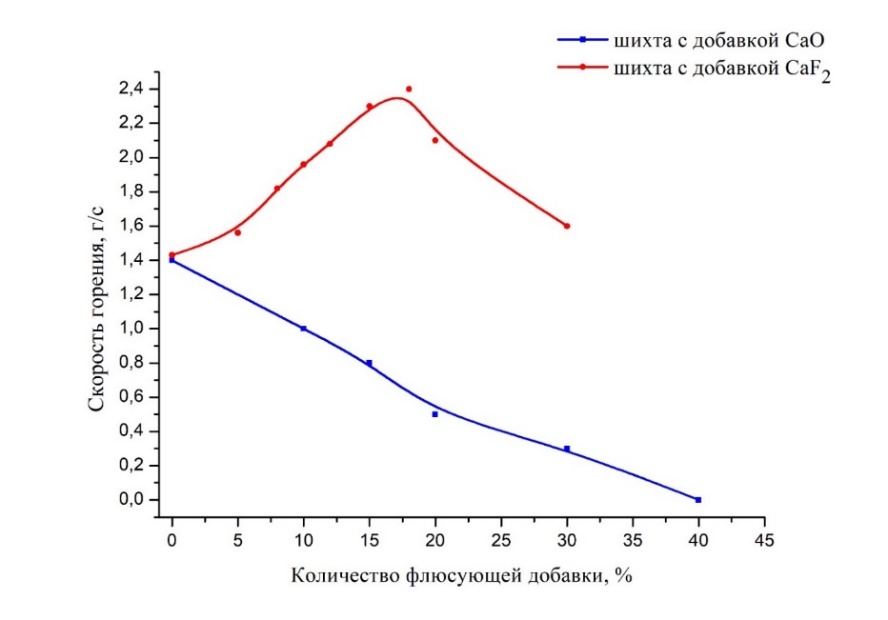 шихта с добавкой CaO
шихта с добавкой CaF2
2,4
2,2
2,0
1,8
1,6
1,4
1,2
1,0
0,8
0,6
0,4
0,2
0,0
Скорость горения, г/с
0 5 10 15 20 25 30 35 40 45
Количество флюсующей добавки, %